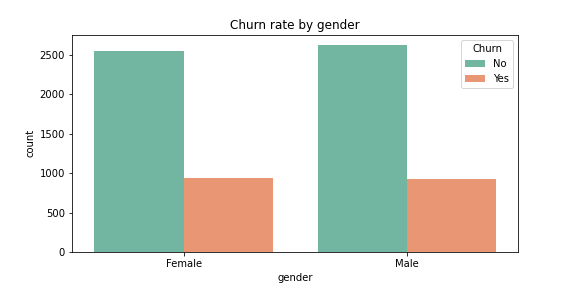 Churn rate by gender
Churn
No
Yes
2500
2000
1500
1000
500
0
count
Female
Male
gender